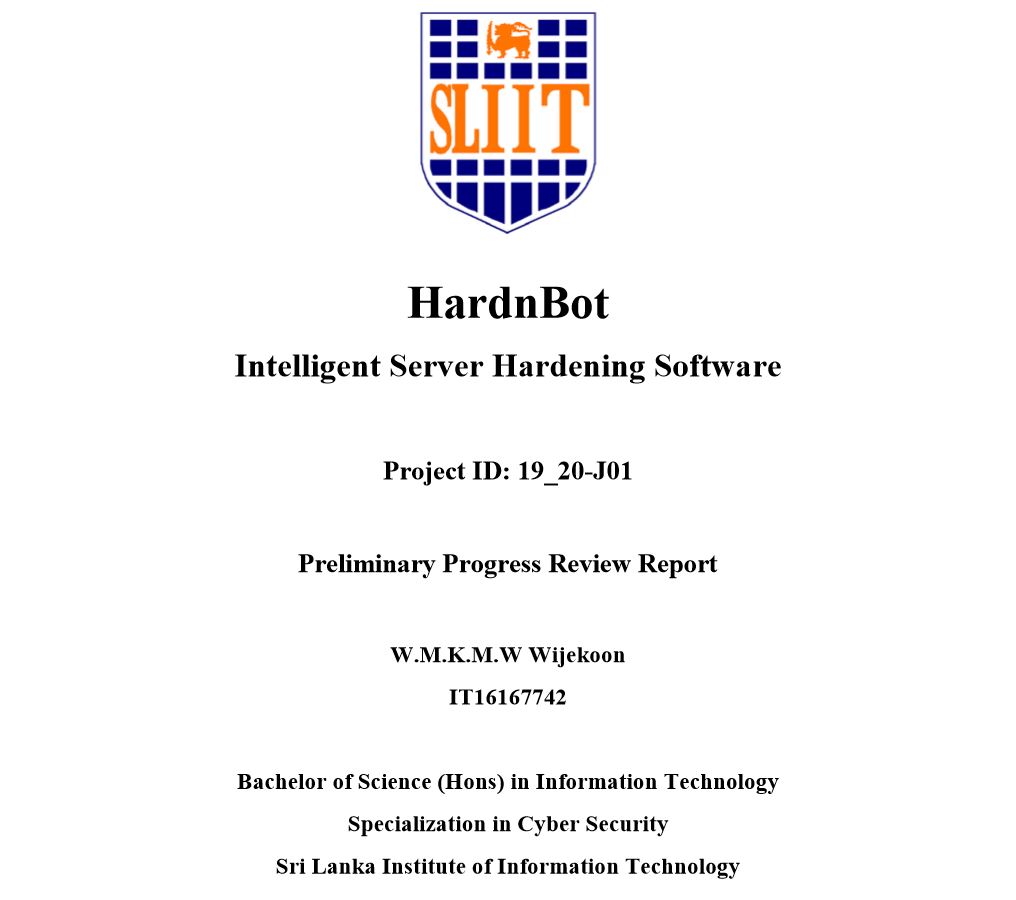 SLIIT
HardnBot
Intelligent Server Hardening Software
Project ID: 19_20-J01
Preliminary Progress Review Report
W.M.K.M.W Wijekoon
IT16167742
Bachelor of Science (Hons) in Information Technology
Specialization in Cyber Security
Sri Lanka Institute of Information Technology